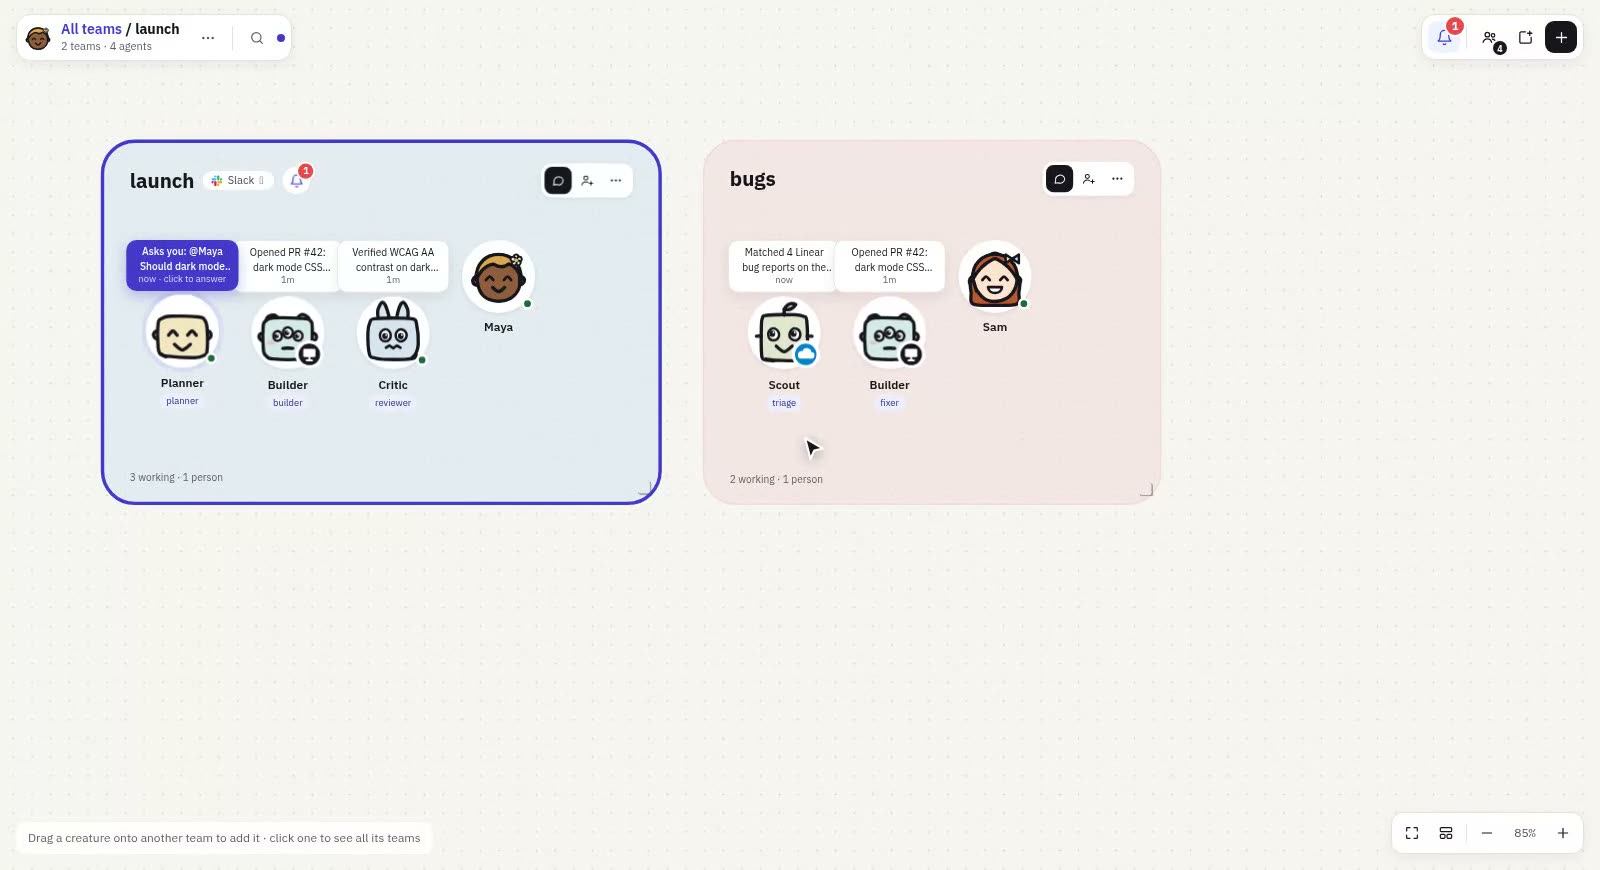 All teams / launch
2 teams · 4 agents
1
4
launch
Slack
1
Asks you: @Maya
Should dark mode..
now · click to answer
Opened PR #42:
dark mode CSS...
1m
Verified WCAG AA
contrast on dark...
1m
Maya
Planner
planner
Builder
builder
Critic
reviewer
3 working · 1 person
bugs
Matched 4 Linear
bug reports on the..
now
Opened PR #42:
dark mode CSS...
1m
Sam
Scout
triage
Builder
fixer
2 working · 1 person
Drag a creature onto another team to add it · click one to see all its teams
85%